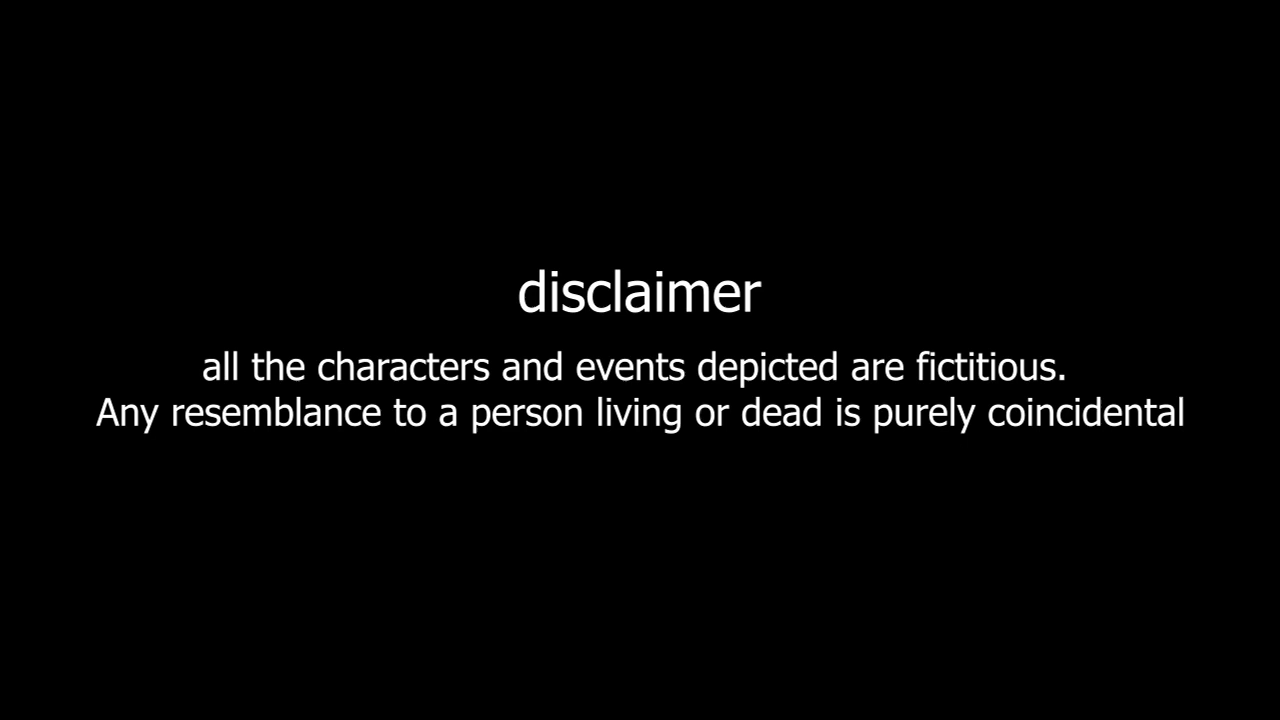 disclaimer
all the characters and events depicted are fictitious.
Any resemblance to a person living or dead is purely coincidental